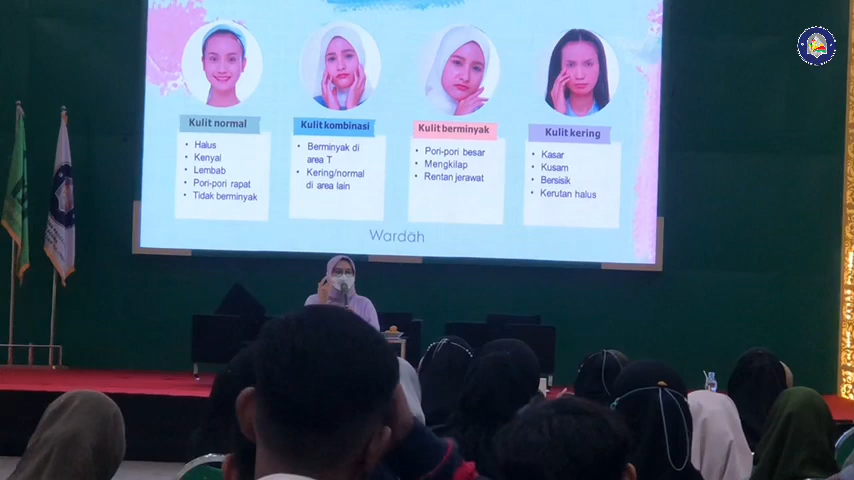 Kulit normal
• Halus
• Kenyal
• Lembab
• Pori-pori rapat
• Tidak berminyak
Kulit kombinasi
• Berminyak di
area T
• Kering/normal
di area lain
Kulit berminyak
• Pori-pori besar
• Mengkilap
• Rentan jerawat
Kulit kering
• Kasar
• Kusam
• Bersisik
• Kerutan halus
Wardah